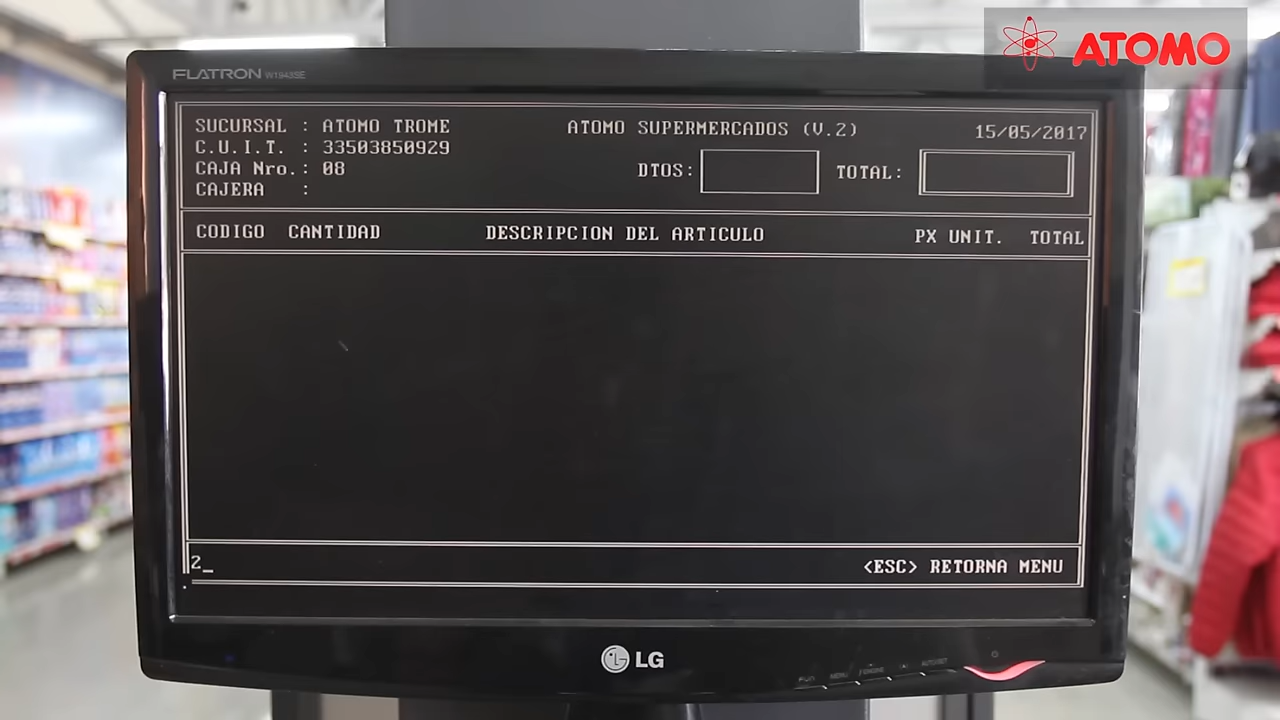 ATOMO
FLATRON W1943SE
SUCURSAL : ATOMO TROME
ATOMO SUPERMERCADOS (V.2)
15/05/2017
C.U.I.T. : 33503850929
CAJA Nro.: 08
DTOS:
TOTAL:
CAJERA :
CODIGO CANTIDAD DESCRIPCION DEL ARTICULO PX UNIT. TOTAL
2_
<ESC> RETORNA MENU
LG